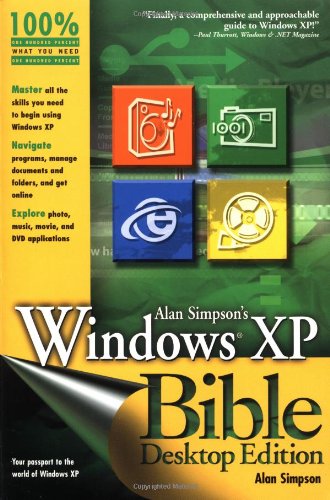 100%
ONE HUNDRED PERCENT
WHAT YOU NEED
ONE HUNDRED PERCENT
"Finally, a comprehensive and approachable
guide to Windows XP!"
–Paul Thurrott, Windows & .NET Magazine
Master all the
skills you need
to begin using
Windows XP
Navigate
programs, manage
documents and
folders, and get
online
Explore photo,
music, movie, and
DVD applications
1001
Alan Simpson's
Windows® XP
Bible
Desktop Edition
Your passport to the
world of Windows XP
Alan Simpson